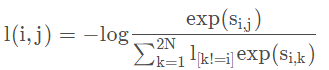 l(i,j) = −log exp(s_{i,j}) / ∑_{k=1}^{2N} l_{[k!=i]} exp(s_{i,k})